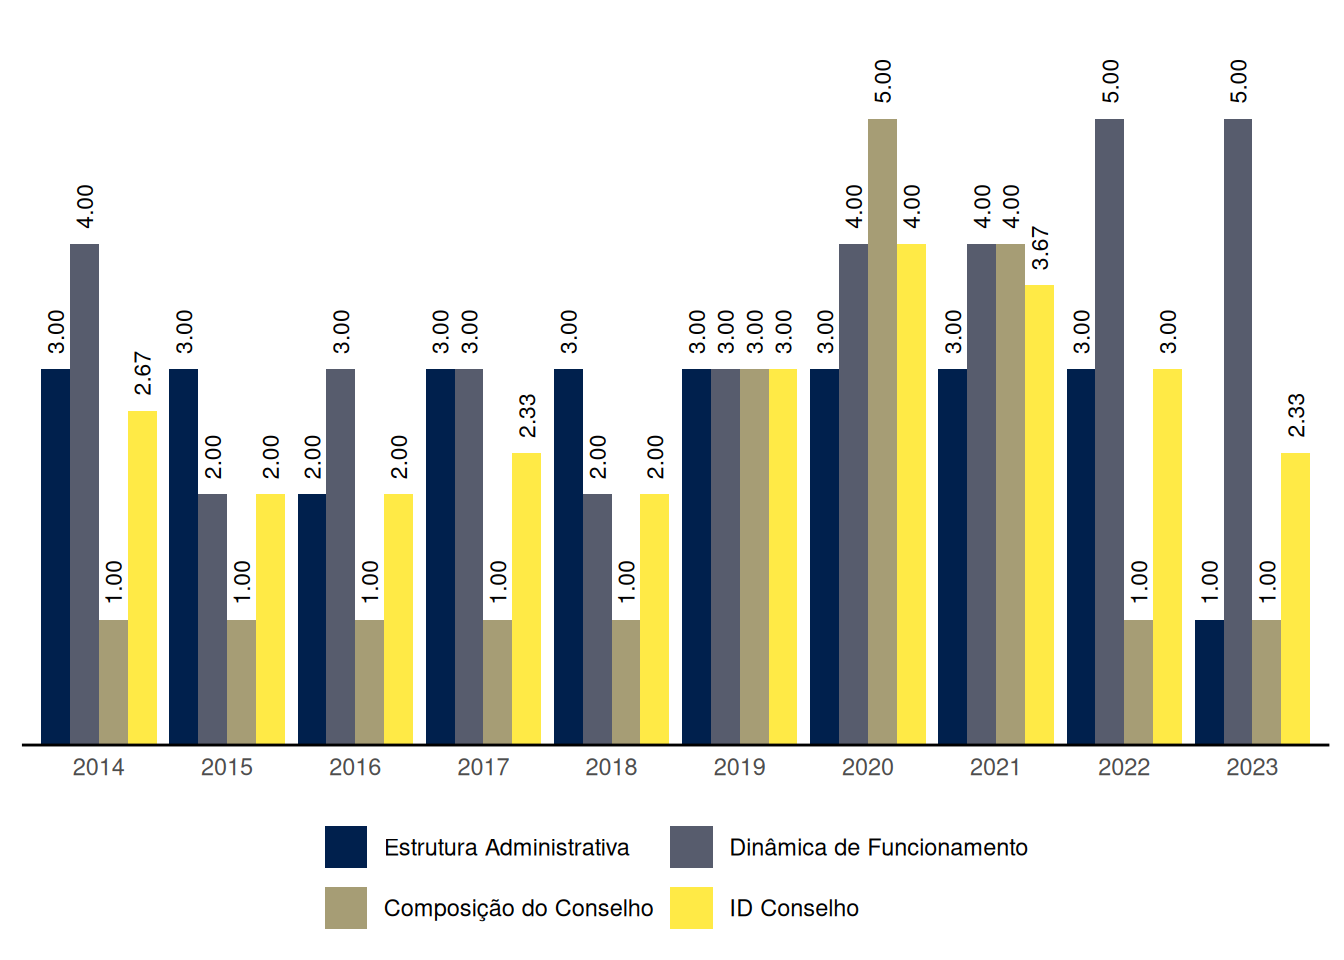 3.00 4.00 1.00 2.67 3.00 2.00 1.00 2.00 2.00 3.00 1.00 2.00 3.00 3.00 1.00 2.33 3.00 2.00 1.00 2.00 3.00 3.00 3.00 3.00 3.00 4.00 5.00 4.00 3.00 4.00 4.00 3.67 3.00 5.00 1.00 3.00 1.00 5.00 1.00 2.33
2014 2015 2016 2017 2018 2019 2020 2021 2022 2023
Estrutura Administrativa Dinâmica de Funcionamento
Composição do Conselho ID Conselho